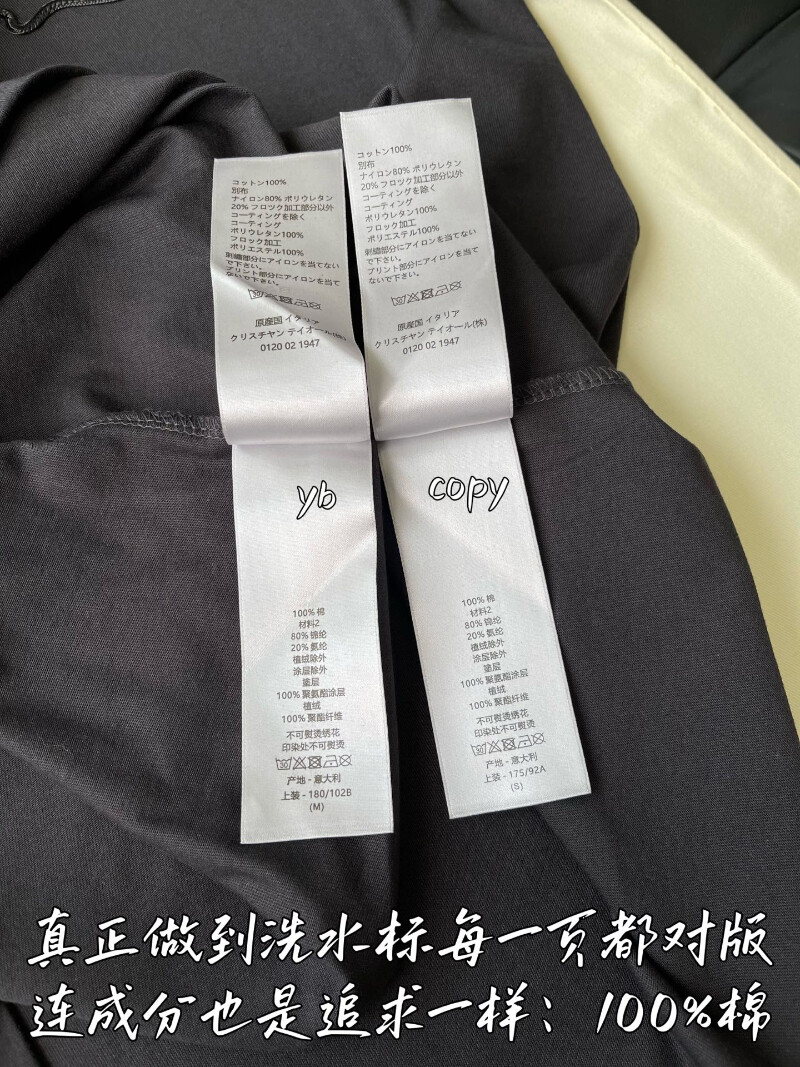 コットン100%
別布
ナイロン80% ポリウレタン
20% フロック加工部分以外
コーティングを除く
コーティング
ポリウレタン100%
フロック加工
ポリエステル100%
刺繍部分にアイロンを当てない
で下さい。
プリント部分にアイロンを当て
ないで下さい。
原産国 イタリア
クリスチャン テイオール(株)
0120 02 1947
コットン100%
別布
ナイロン80% ポリウレタン
20% フロック加工部分以外
コーティングを除く
コーティング
ポリウレタン100%
フロック加工
ポリエステル100%
刺繍部分にアイロンを当てない
で下さい。
プリント部分にアイロンを当て
ないで下さい。
原産国 イタリア
クリスチャン テイオール(株)
0120 02 1947
yb
100% 棉
材料2
80% 锦纶
20% 氨纶
植绒除外
涂层除外
塗层
100% 聚氨酯涂层
植绒
100% 聚酯纤维
不可熨烫绣花
印染处不可熨烫
产地 - 意大利
上装 - 180/102B
(M)
copy
100% 棉
材料2
80% 锦纶
20% 氨纶
植绒除外
涂层除外
塗层
100% 聚氨酯涂层
植绒
100% 聚酯纤维
不可熨烫绣花
印染处不可熨烫
产地 - 意大利
上装 - 175/92A
(S)
真正做到洗水标每一页都对版
连成分也是追求一样：100%棉